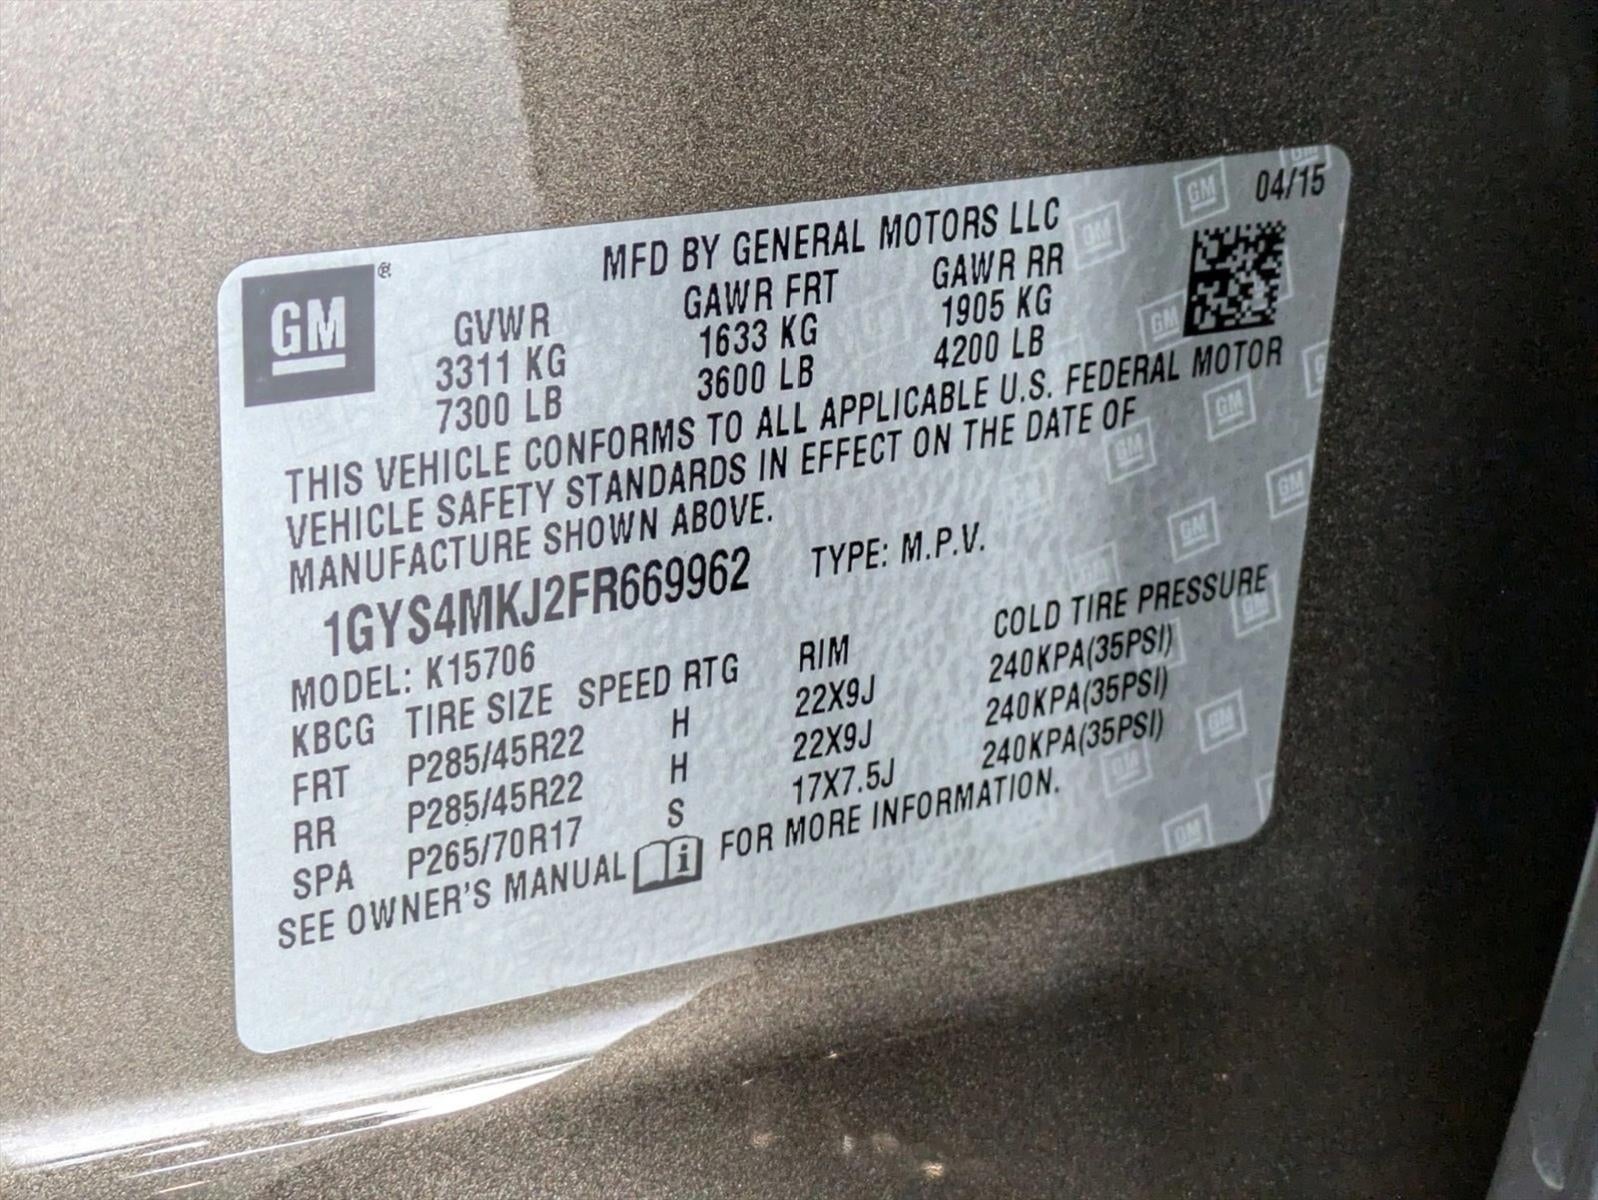 04/15
GM ®
MFD BY GENERAL MOTORS LLC
GVWR GAWR FRT GAWR RR
3311 KG 1633 KG 1905 KG
7300 LB 3600 LB 4200 LB
THIS VEHICLE CONFORMS TO ALL APPLICABLE U.S. FEDERAL MOTOR
VEHICLE SAFETY STANDARDS IN EFFECT ON THE DATE OF
MANUFACTURE SHOWN ABOVE.
1GYS4MKJ2FR669962 TYPE: M.P.V.
MODEL: K15706
KBCG TIRE SIZE SPEED RTG RIM COLD TIRE PRESSURE
FRT P285/45R22 H 22X9J 240KPA(35PSI)
RR P285/45R22 H 22X9J 240KPA(35PSI)
SPA P265/70R17 S 17X7.5J 240KPA(35PSI)
SEE OWNER'S MANUAL i FOR MORE INFORMATION.